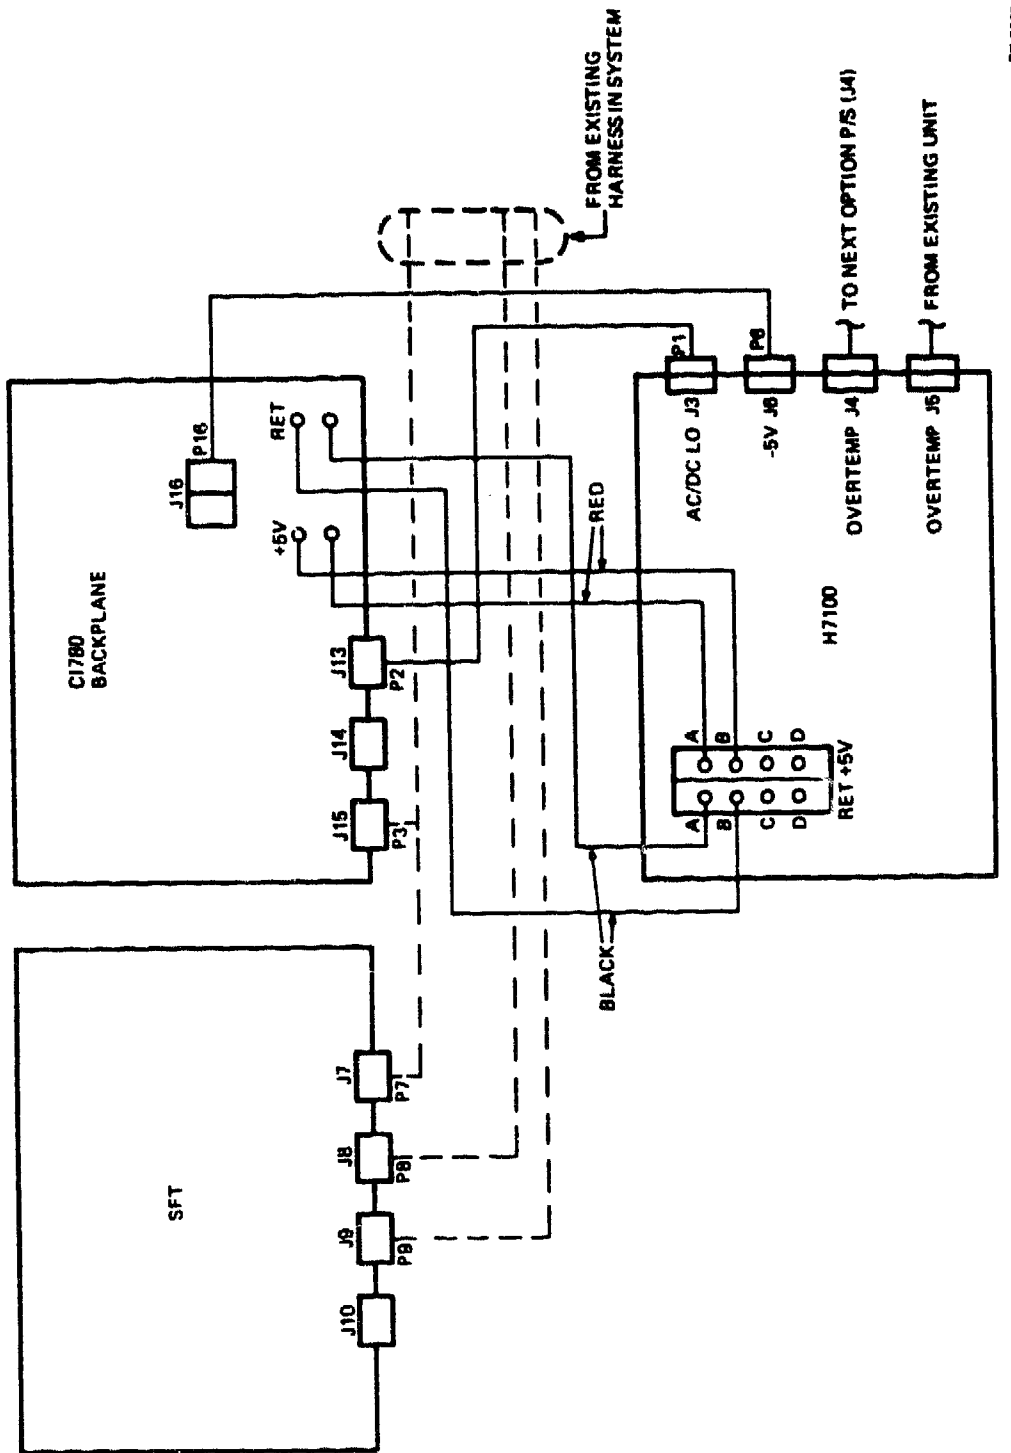 SFT
J10
J9
J8
J7
P9
P8
P7
CI780
BACKPLANE
J16
P16
+5V
RET
J15
J14
J13
P3
P2
FROM EXISTING
HARNESS IN SYSTEM
BLACK
RED
A
B
C
D
A
B
C
D
RET +5V
H7100
AC/DC LO J3
P1
-5V J6
P6
OVERTEMP J4
TO NEXT OPTION P/S (J4)
OVERTEMP J5
FROM EXISTING UNIT